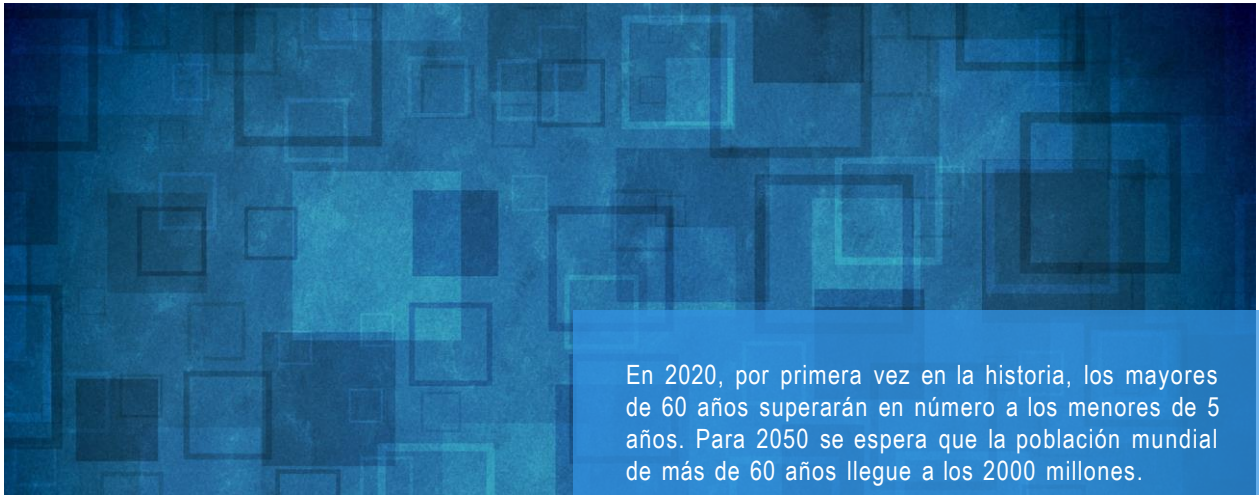 En 2020, por primera vez en la historia, los mayores
de 60 años superarán en número a los menores de 5
años. Para 2050 se espera que la población mundial
de más de 60 años llegue a los 2000 millones.